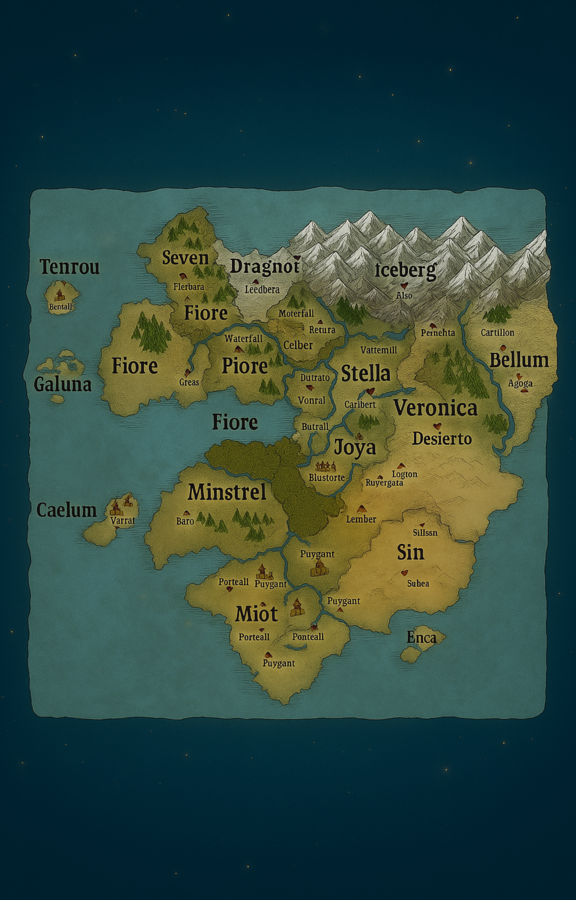 Seven
Dragnot
Iceberg
Tenrou
Flerbara
Leedbera
Also
Bentalf
Fiore
Moterfall
Retura
Pernehta
Cartillon
Waterfall
Celber
Vattemill
Fiore
Piore
Stella
Bellum
Galuna
Greas
Dutrato
Agoga
Vonral
Caribert
Veronica
Fiore
Butrall
Desierto
Joya
Blustorte
Logton
Ruyergata
Minstrel
Caelum
Varrat
Baro
Lember
Sillssn
Puygant
Sin
Porteall
Puygant
Suhea
Puygant
Miot
Porteall
Ponteall
Enca
Puygant